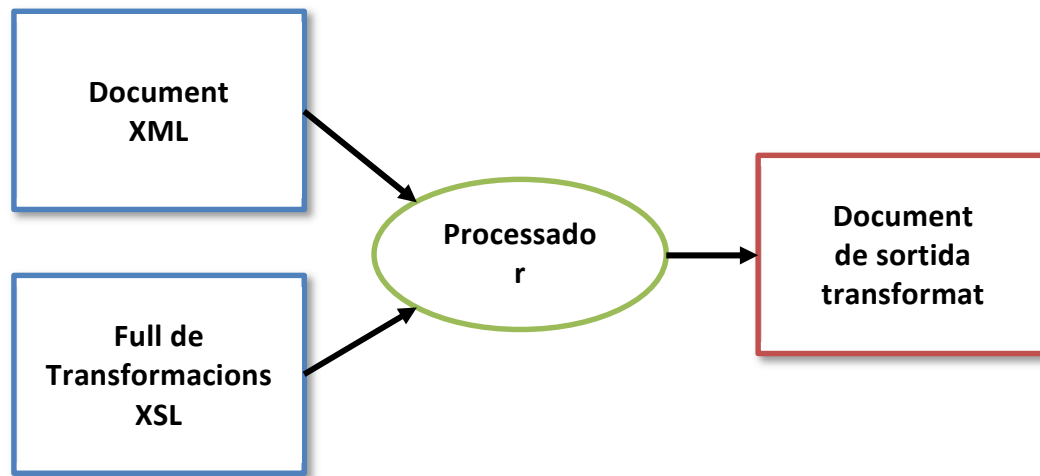 Document
XML
Full de
Transformacions
XSL
Processado
r
Document
de sortida
transformat